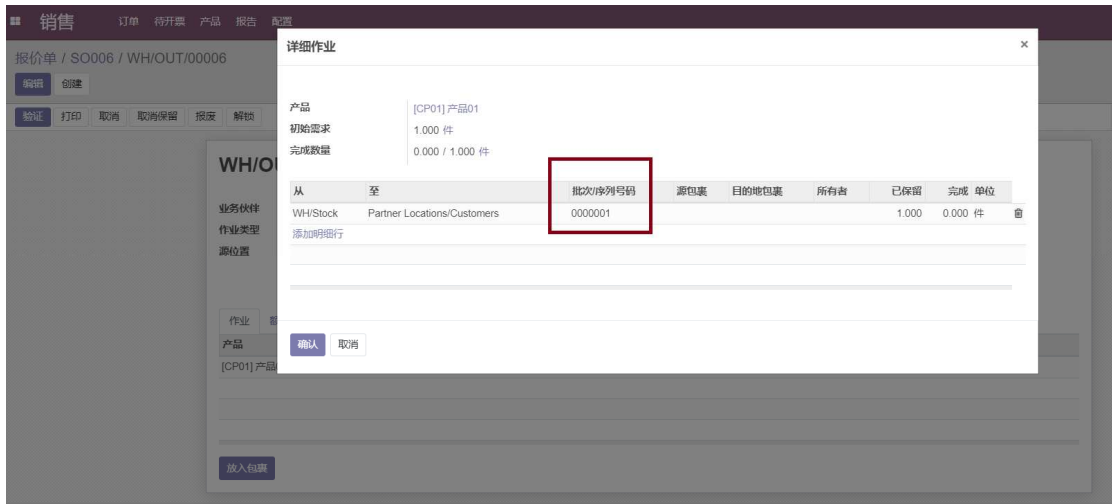 销售 订单 待开票 产品 报告 配置
报价单 / SO006 / WH/OUT/00006
编辑 创建
验证 打印 取消 取消保留 报废 解锁
详细作业 ×
产品 [CP01] 产品01
初始需求 1.000 件
完成数量 0.000 / 1.000 件
从 至 批次/序列号码 源包裹 目的地包裹 所有者 已保留 完成 单位
WH/Stock Partner Locations/Customers 0000001 1.000 0.000 件
添加明细行
确认 取消
WH/OU
业务伙伴
作业类型
源位置
作业
产品
[CP01] 产品
放入包裹